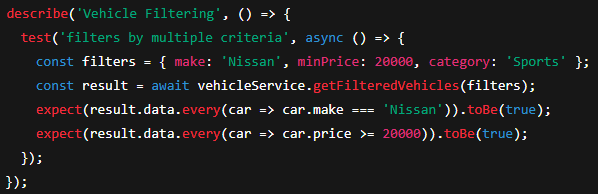 describe('Vehicle Filtering', () => {
  test('filters by multiple criteria', async () => {
    const filters = { make: 'Nissan', minPrice: 20000, category: 'Sports' };
    const result = await vehicleService.getFilteredVehicles(filters);
    expect(result.data.every(car => car.make === 'Nissan')).toBe(true);
    expect(result.data.every(car => car.price >= 20000)).toBe(true);
  });
});